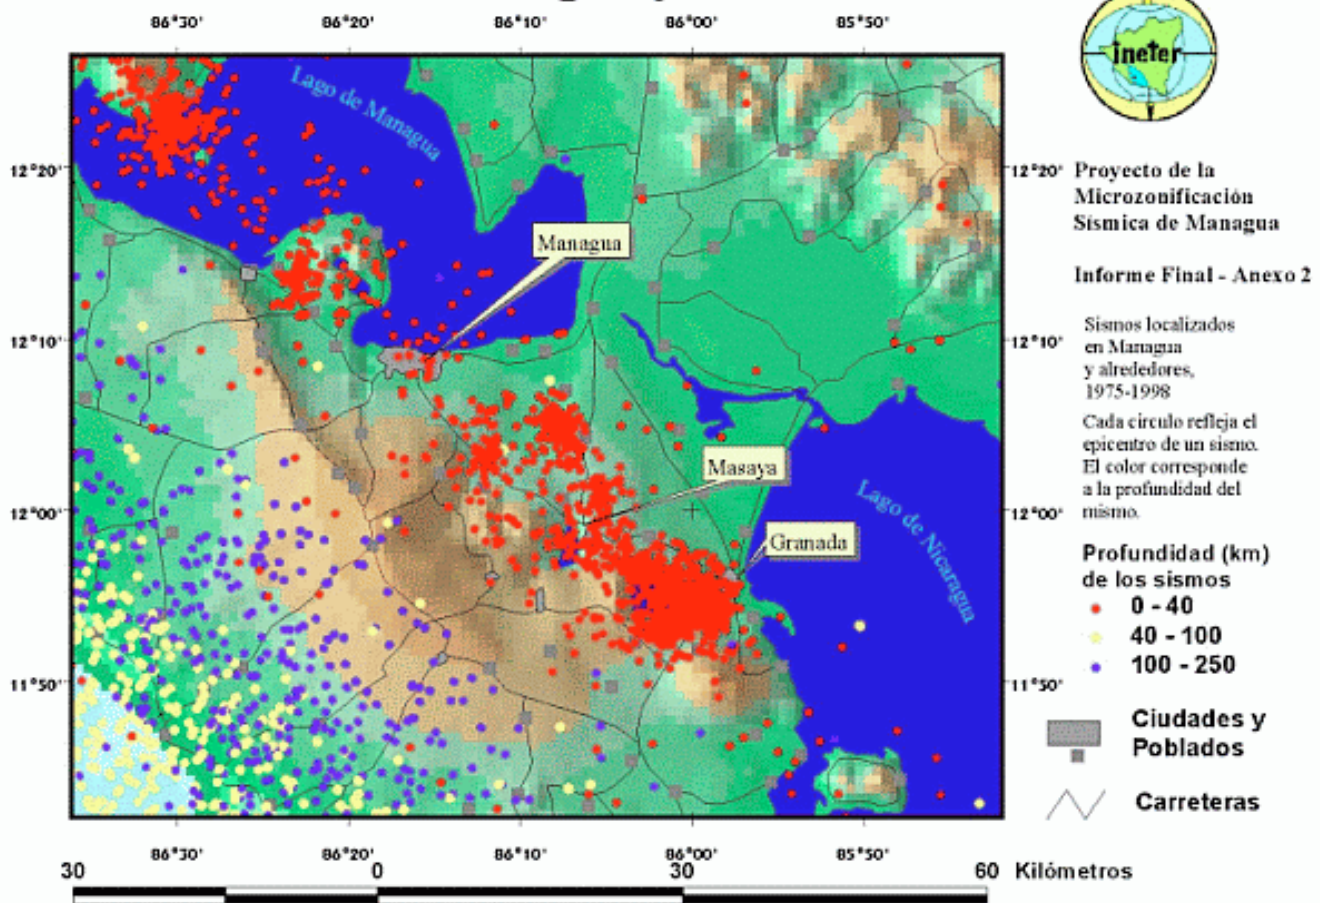 86°30' 86°20' 86°10' 86°00' 85°50'
ineter
Lago de Managua
12°20' 12°20'
Proyecto de la
Microzonificación
Sísmica de Managua
Managua
Informe Final - Anexo 2
Sismos localizados
en Managua
y alrededores,
1975-1998
12°10' 12°10'
Cada círculo refleja el
epicentro de un sismo.
El color corresponde
a la profundidad del
mismo.
Masaya
12°00' 12°00'
Granada
Lago de Nicaragua
Profundidad (km)
de los sismos
0 - 40
40 - 100
100 - 250
11°50' 11°50'
Ciudades y
Poblados
Carreteras
86°30' 86°20' 86°10' 86°00' 85°50'
30 0 30 60 Kilómetros